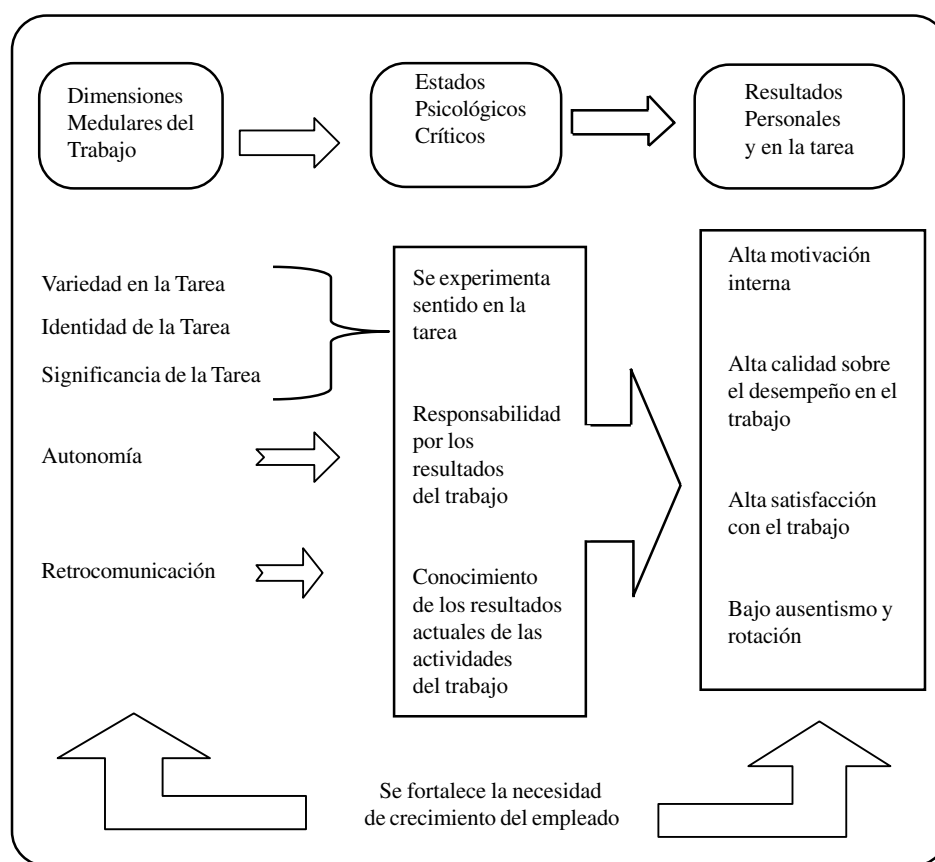 Dimensiones
Medulares del
Trabajo
Estados
Psicológicos
Críticos
Resultados
Personales
y en la tarea
Variedad en la Tarea
Identidad de la Tarea
Significancia de la Tarea
Autonomía
Retrocomunicación
Se experimenta
sentido en la
tarea
Responsabilidad
por los
resultados
del trabajo
Conocimiento
de los resultados
actuales de las
actividades
del trabajo
Alta motivación
interna
Alta calidad sobre
el desempeño en el
trabajo
Alta satisfacción
con el trabajo
Bajo ausentismo y
rotación
Se fortalece la necesidad
de crecimiento del empleado